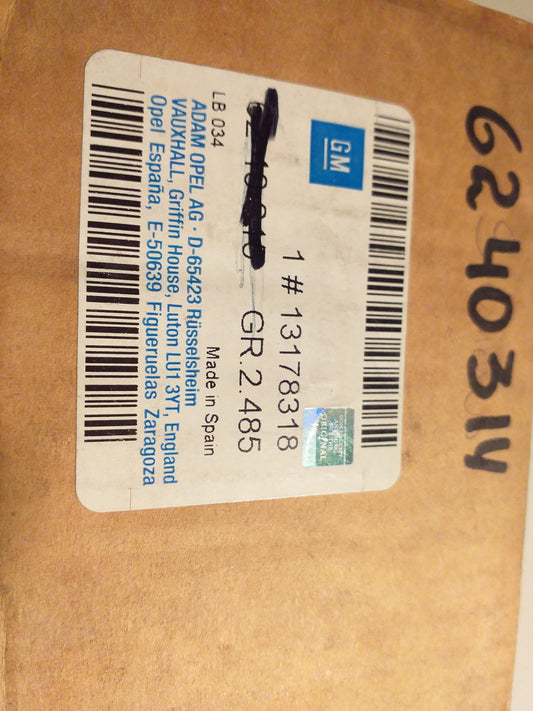 6240314
GM
1 # 13178318
GR.2.485
Made in Spain
LB 034
ADAM OPEL AG · D-65423 Rüsselsheim
VAUXHALL, Griffin House, Luton LU1 3YT, England
Opel España, E-50639 Figueruelas Zaragoza
ORIGINAL